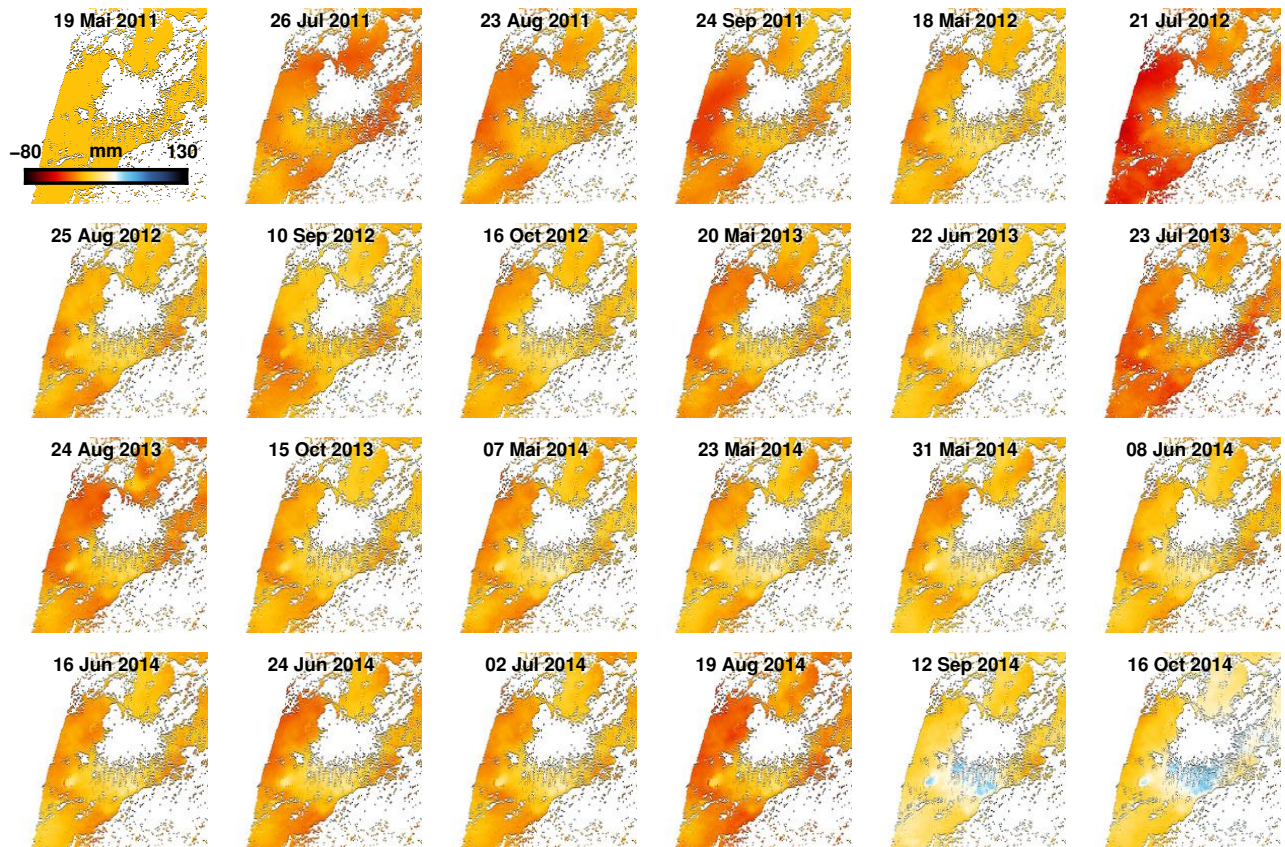 19 Mai 2011
26 Jul 2011
23 Aug 2011
24 Sep 2011
18 Mai 2012
21 Jul 2012
−80 mm 130
25 Aug 2012
10 Sep 2012
16 Oct 2012
20 Mai 2013
22 Jun 2013
23 Jul 2013
24 Aug 2013
15 Oct 2013
07 Mai 2014
23 Mai 2014
31 Mai 2014
08 Jun 2014
16 Jun 2014
24 Jun 2014
02 Jul 2014
19 Aug 2014
12 Sep 2014
16 Oct 2014